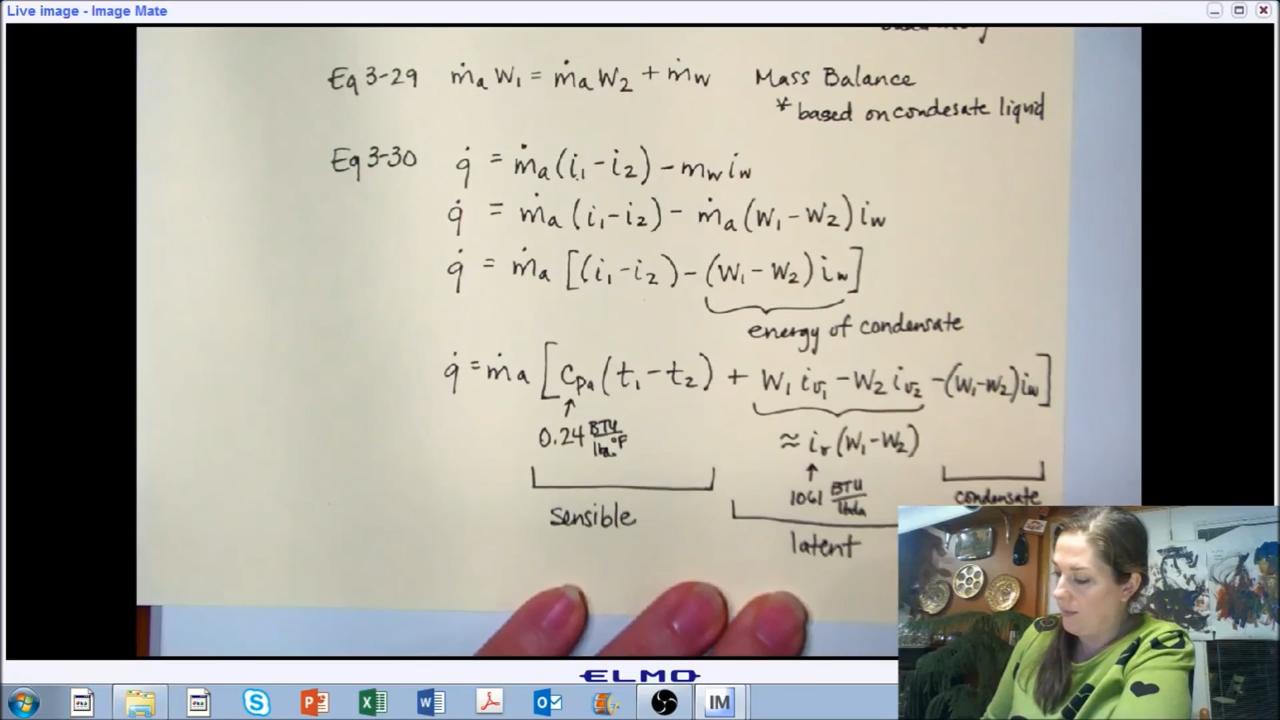 Live image - Image Mate
Eq 3-29 ṁa W1 = ṁa W2 + ṁw Mass Balance
* based on condesate liquid
Eq 3-30 q̇ = ṁa (i1 - i2) - mw iw
q̇ = ṁa (i1 - i2) - ṁa (W1 - W2) iw
q̇ = ṁa [(i1 - i2) - (W1 - W2) iw]
energy of condensate
q̇ = ṁa [Cpa (t1 - t2) + W1 iv1 - W2 iv2 - (W1 - W2) iw]
0.24 BTU/lba °F ≈ iv (W1 - W2)
1061 BTU/lbda condensate
sensible
latent
ELMO
S P X W O IM